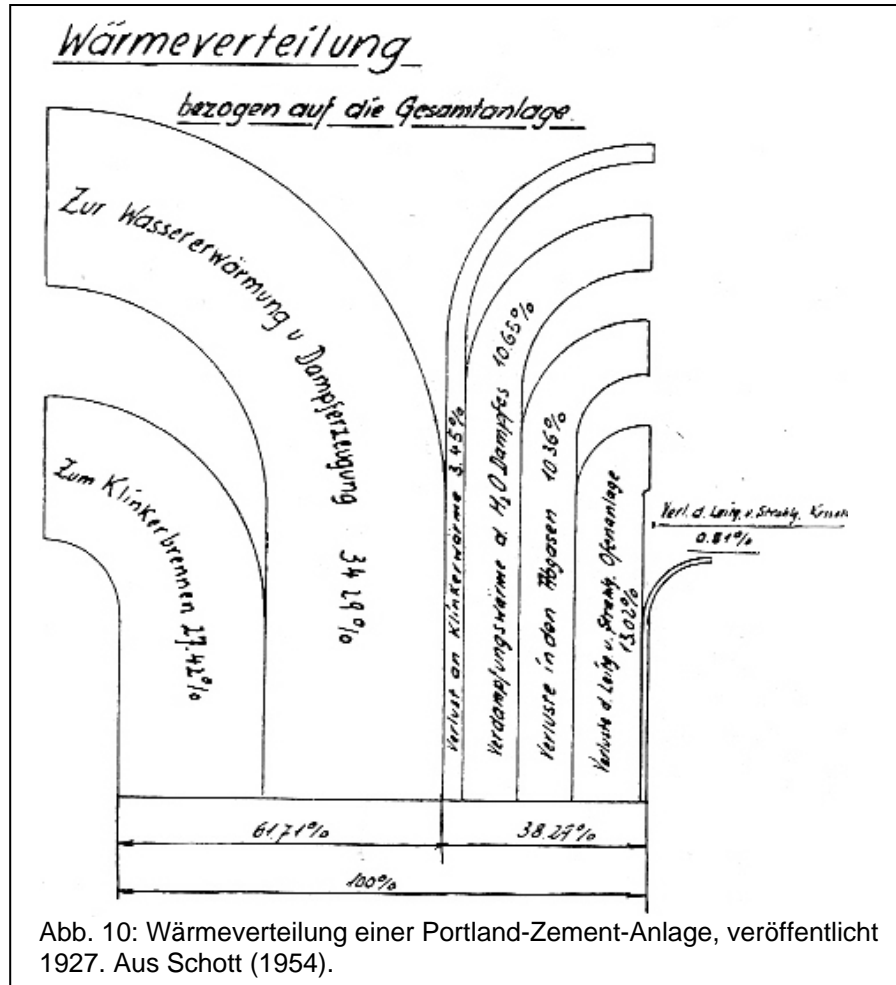 Wärmeverteilung
bezogen auf die Gesamtanlage.
Zur Wassererwärmung u Dampferzeugung 34 29%
Zum Klinkerbrennen 27.42%
Verlust an Klinkerwärme 3.45%
Verdampfungswärme d. H₂O Dampfes 10.65%
Verluste in den Abgasen 10 36%
Verluste d. Leitg u. Strahlg. Ofenanlage
13.02%
Verl. d. Leitg. u. Strahlg.
0.81%
61.71%
38.29%
100%
Abb. 10: Wärmeverteilung einer Portland-Zement-Anlage, veröffentlicht
1927. Aus Schott (1954).